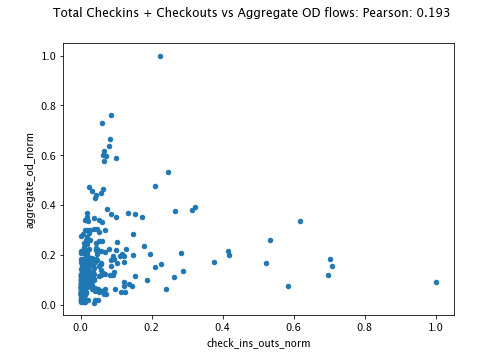 Total Checkins + Checkouts vs Aggregate OD flows: Pearson: 0.193
1.0
0.8
0.6
0.4
0.2
0.0
aggregate_od_norm
0.0 0.2 0.4 0.6 0.8 1.0
check_ins_outs_norm